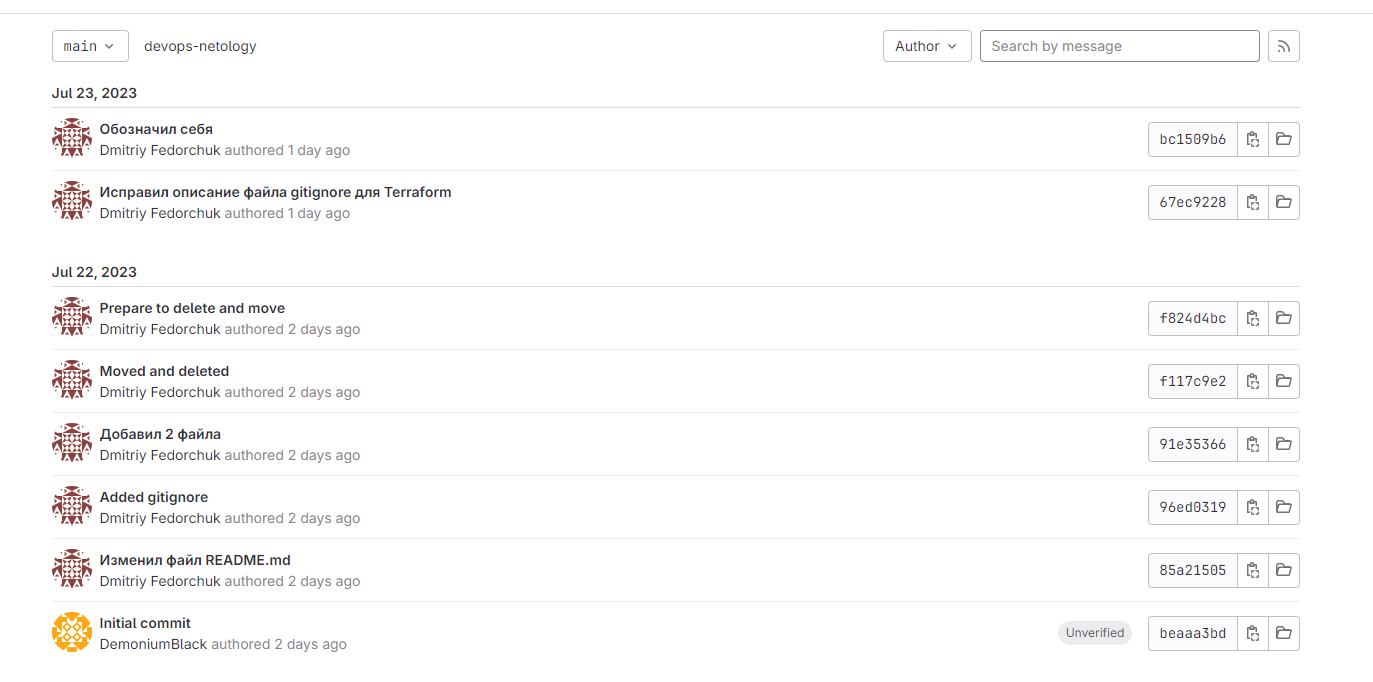 main devops-netology Author Search by message
Jul 23, 2023
Обозначил себя
Dmitriy Fedorchuk authored 1 day ago
bc1509b6
Исправил описание файла gitignore для Terraform
Dmitriy Fedorchuk authored 1 day ago
67ec9228
Jul 22, 2023
Prepare to delete and move
Dmitriy Fedorchuk authored 2 days ago
f824d4bc
Moved and deleted
Dmitriy Fedorchuk authored 2 days ago
f117c9e2
Добавил 2 файла
Dmitriy Fedorchuk authored 2 days ago
91e35366
Added gitignore
Dmitriy Fedorchuk authored 2 days ago
96ed0319
Изменил файл README.md
Dmitriy Fedorchuk authored 2 days ago
85a21505
Initial commit
DemoniumBlack authored 2 days ago
Unverified beaaa3bd